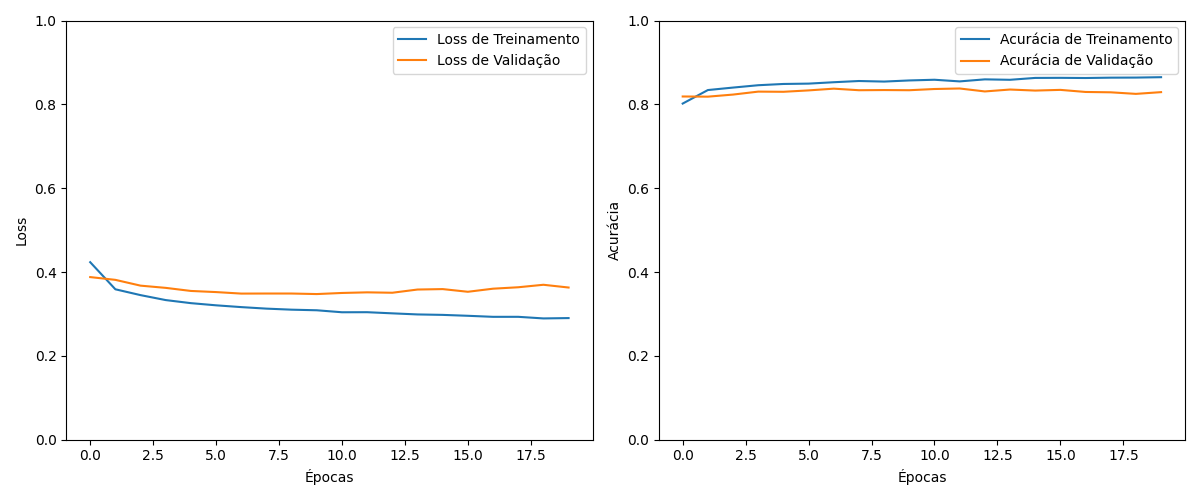 Loss de Treinamento
Loss de Validação
1.0
0.8
0.6
0.4
0.2
0.0
Loss
0.0 2.5 5.0 7.5 10.0 12.5 15.0 17.5
Épocas
Acurácia de Treinamento
Acurácia de Validação
1.0
0.8
0.6
0.4
0.2
0.0
Acurácia
0.0 2.5 5.0 7.5 10.0 12.5 15.0 17.5
Épocas